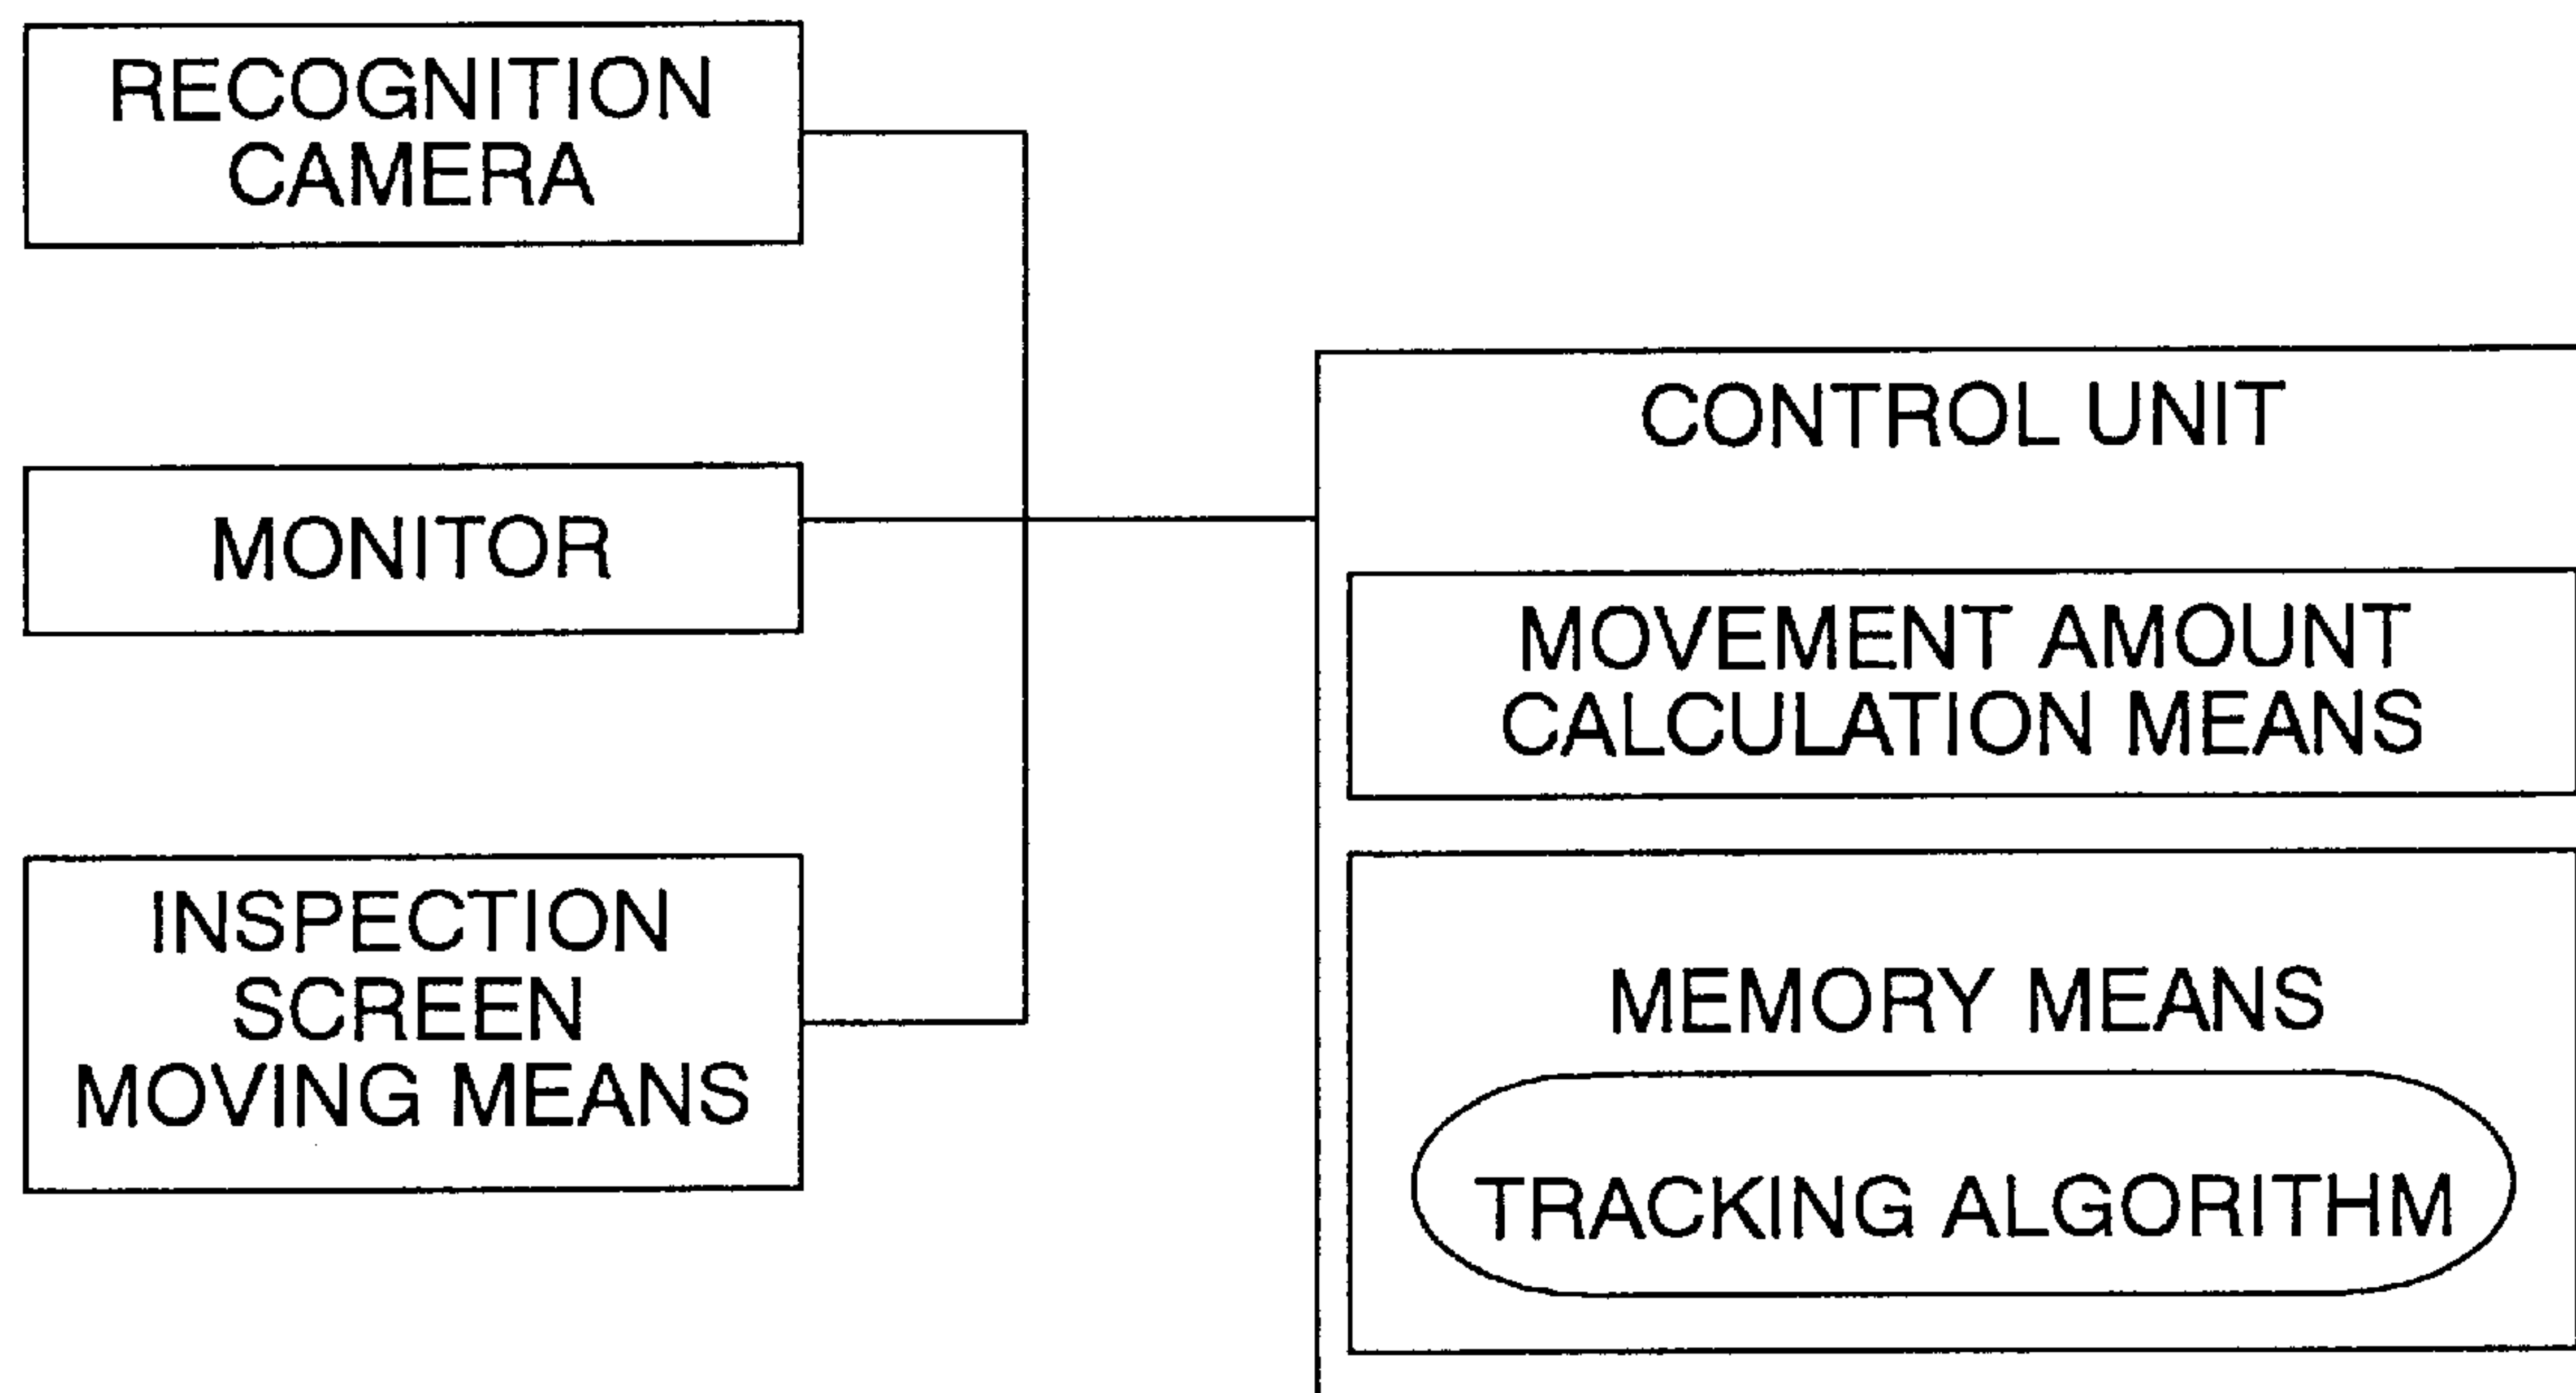 RECOGNITION
CAMERA
MONITOR
INSPECTION
SCREEN
MOVING MEANS
CONTROL UNIT
MOVEMENT AMOUNT
CALCULATION MEANS
MEMORY MEANS
TRACKING ALGORITHM